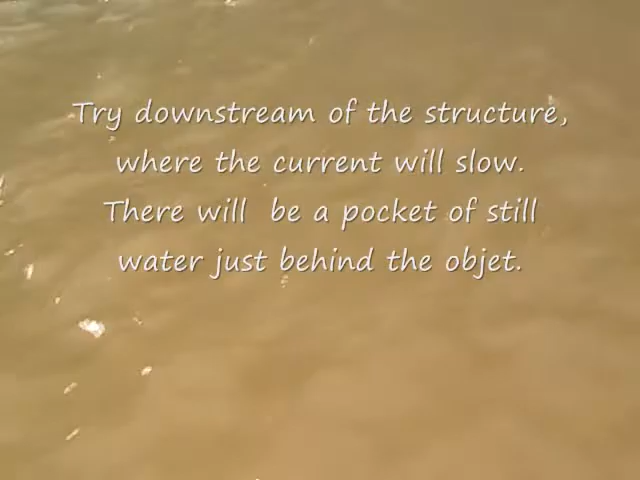 Try downstream of the structure,
where the current will slow.
There will  be a pocket of still
water just behind the objet.